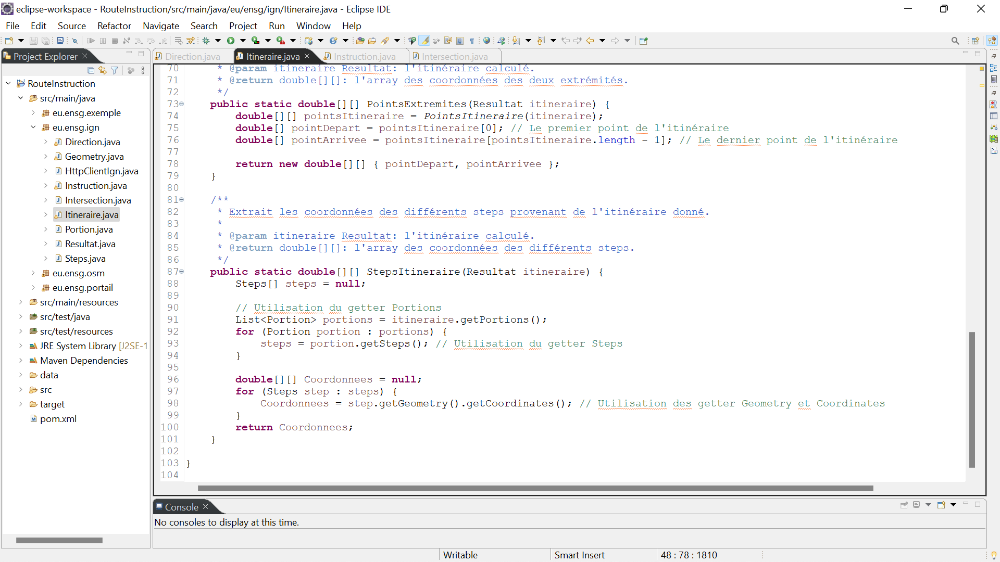 eclipse-workspace - RouteInstruction/src/main/java/eu/ensg/ign/Itineraire.java - Eclipse IDE
File Edit Source Refactor Navigate Search Project Run Window Help
Project Explorer
Direction.java Itineraire.java Instruction.java Intersection.java
RouteInstruction
src/main/java
eu.ensg.exemple
eu.ensg.ign
Direction.java
Geometry.java
HttpClientIgn.java
Instruction.java
Intersection.java
Itineraire.java
Portion.java
Resultat.java
Steps.java
eu.ensg.osm
eu.ensg.portail
src/main/resources
src/test/java
src/test/resources
JRE System Library [J2SE-1
Maven Dependencies
data
src
target
pom.xml
70 * @param itineraire Resultat: l'itinéraire calculé.
71 * @return double[][]: l'array des coordonnées des deux extrémités.
72 */
73 public static double[][] PointsExtremites(Resultat itineraire) {
74 double[][] pointsItineraire = PointsItineraire(itineraire);
75 double[] pointDepart = pointsItineraire[0]; // Le premier point de l'itinéraire
76 double[] pointArrivee = pointsItineraire[pointsItineraire.length - 1]; // Le dernier point de l'itinéraire
77
78 return new double[][] { pointDepart, pointArrivee };
79 }
80
81 /**
82 * Extrait les coordonnées des différents steps provenant de l'itinéraire donné.
83 *
84 * @param itineraire Resultat: l'itinéraire calculé.
85 * @return double[][]: l'array des coordonnées des différents steps.
86 */
87 public static double[][] StepsItineraire(Resultat itineraire) {
88 Steps[] steps = null;
89
90 // Utilisation du getter Portions
91 List<Portion> portions = itineraire.getPortions();
92 for (Portion portion : portions) {
93 steps = portion.getSteps(); // Utilisation du getter Steps
94 }
95
96 double[][] Coordonnees = null;
97 for (Steps step : steps) {
98 Coordonnees = step.getGeometry().getCoordinates(); // Utilisation des getter Geometry et Coordinates
99 }
100 return Coordonnees;
101 }
102
103 }
104
Console
No consoles to display at this time.
Writable Smart Insert 48 : 78 : 1810